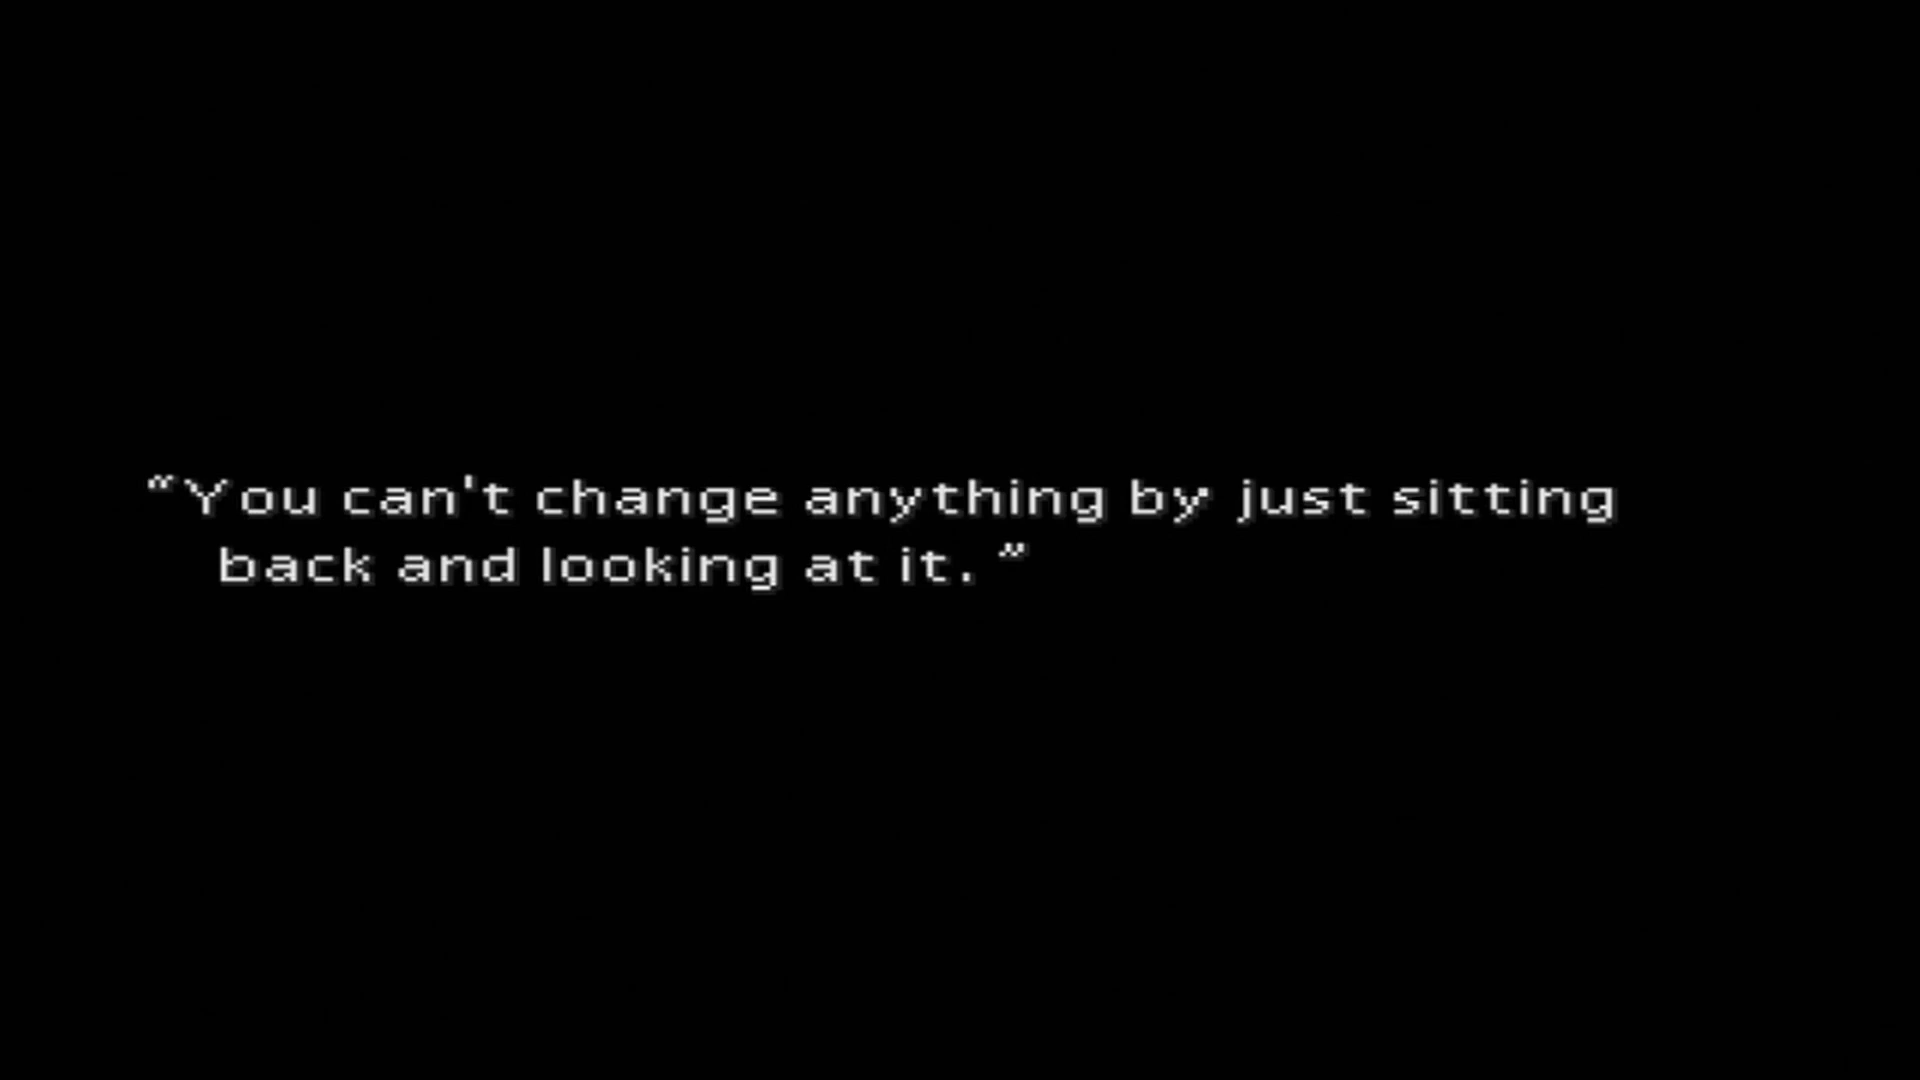 “You can't change anything by just sitting
back and looking at it. ”